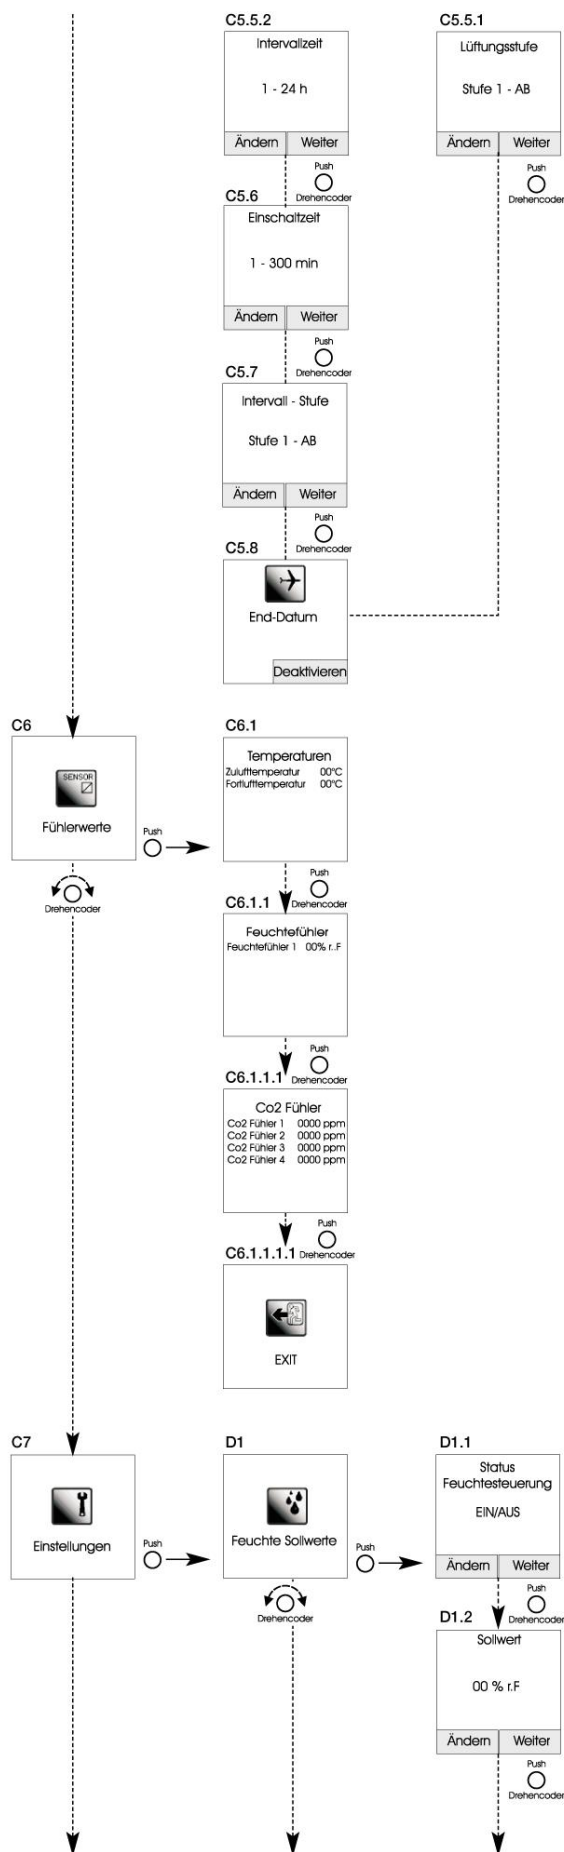 C5.5.2
Intervallzeit
1 - 24 h
Ändern Weiter
Push
Drehencoder
C5.5.1
Lüftungsstufe
Stufe 1 - AB
Ändern Weiter
Push
Drehencoder
C5.6
Einschaltzeit
1 - 300 min
Ändern Weiter
Push
Drehencoder
C5.7
Intervall - Stufe
Stufe 1 - AB
Ändern Weiter
Push
Drehencoder
C5.8
End-Datum
Deaktivieren
C6
SENSOR
Fühlerwerte
Push
Drehencoder
C6.1
Temperaturen
Zulufttemperatur 00°C
Fortlufttemperatur 00°C
Push
Drehencoder
C6.1.1
Feuchtefühler
Feuchtefühler 1 00% r..F
Push
Drehencoder
C6.1.1.1
Co2 Fühler
Co2 Fühler 1 0000 ppm
Co2 Fühler 2 0000 ppm
Co2 Fühler 3 0000 ppm
Co2 Fühler 4 0000 ppm
Push
Drehencoder
C6.1.1.1.1
EXIT
C7
Einstellungen
Push
D1
Feuchte Sollwerte
Push
Drehencoder
D1.1
Status
Feuchtesteuerung
EIN/AUS
Ändern Weiter
Push
Drehencoder
D1.2
Sollwert
00 % r.F
Ändern Weiter
Push
Drehencoder